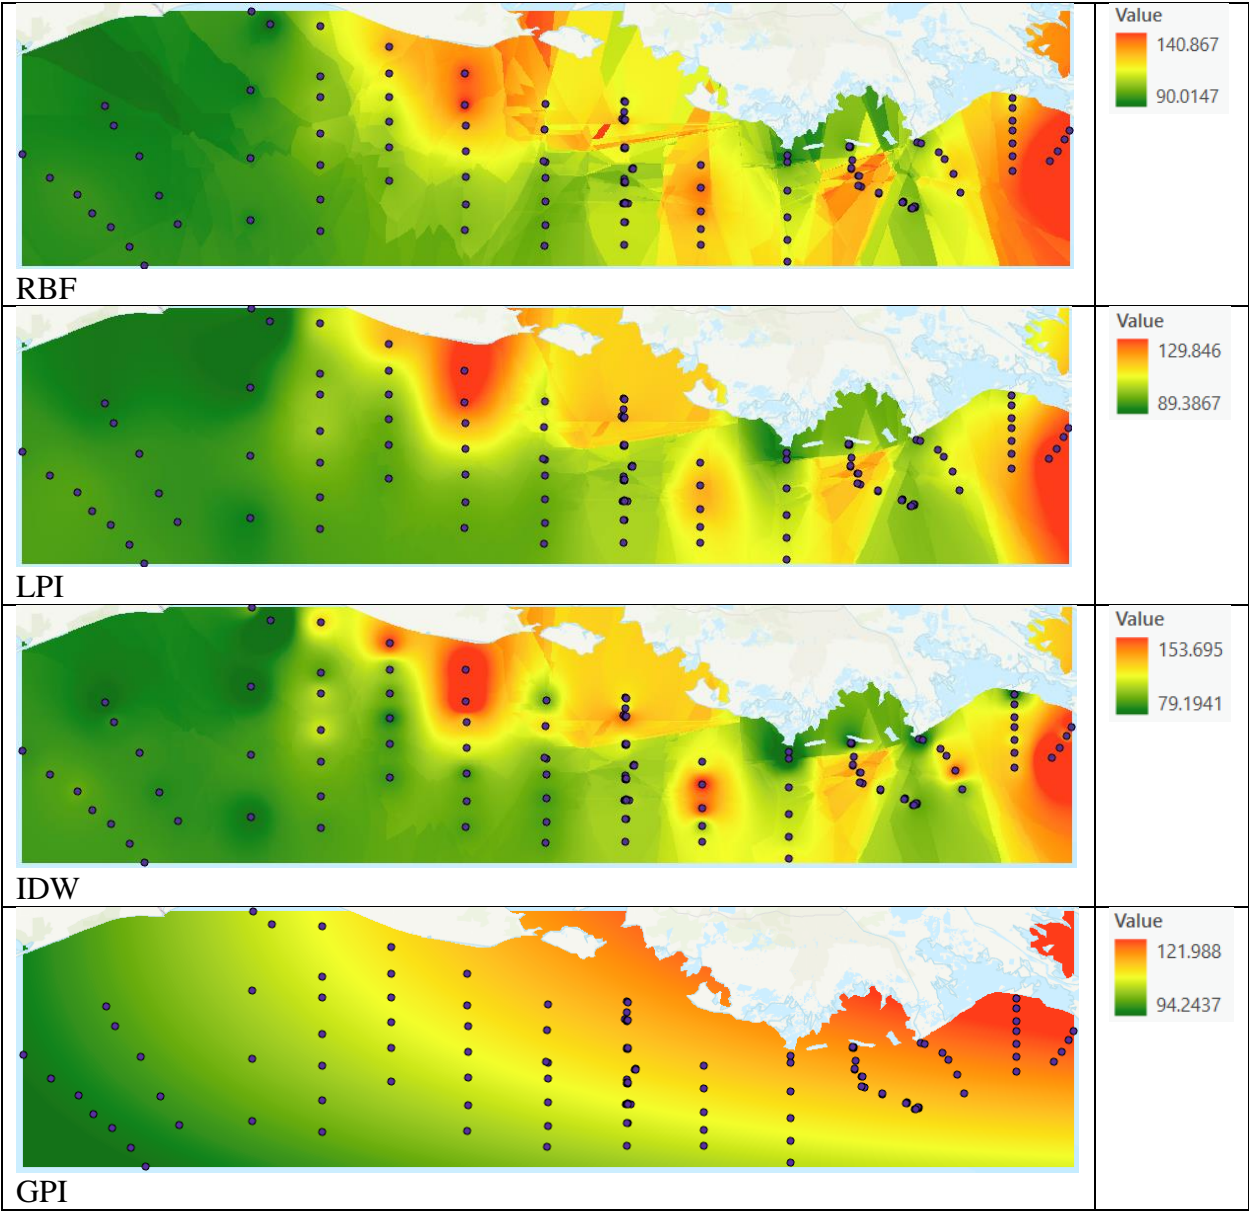 Value
140.867
90.0147
RBF
Value
129.846
89.3867
LPI
Value
153.695
79.1941
IDW
Value
121.988
94.2437
GPI